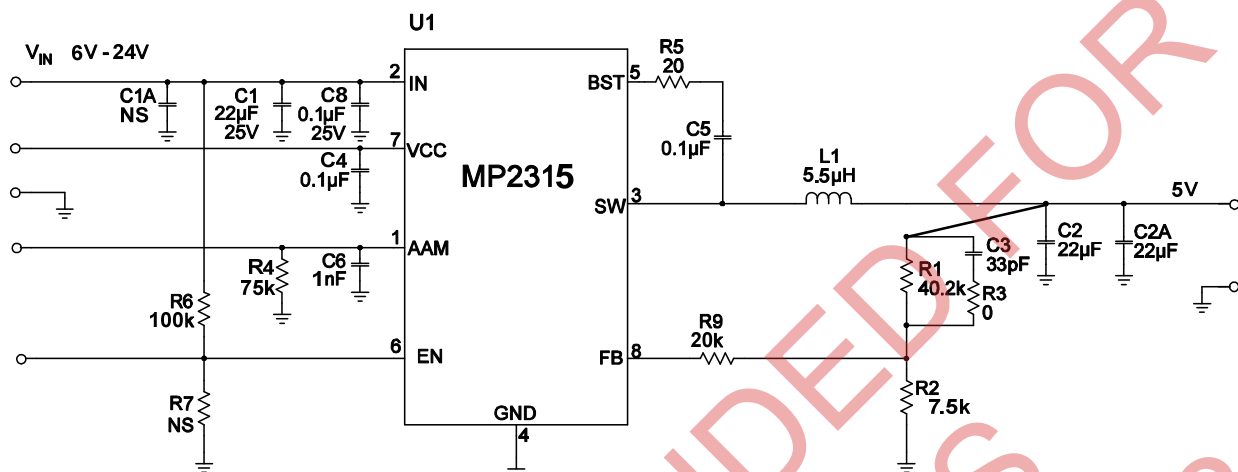 U1
VIN 6V - 24V
C1A
NS
C1
22µF
25V
C8
0.1µF
25V
2
IN
7
VCC
C4
0.1µF
1
AAM
R4
75k
C6
1nF
R6
100k
6
EN
R7
NS
MP2315
GND
4
BST
5
R5
20
C5
0.1µF
SW
3
L1
5.5µH
5V
C2
22µF
C2A
22µF
R1
40.2k
C3
33pF
R3
0
FB
8
R9
20k
R2
7.5k
NDED FOR